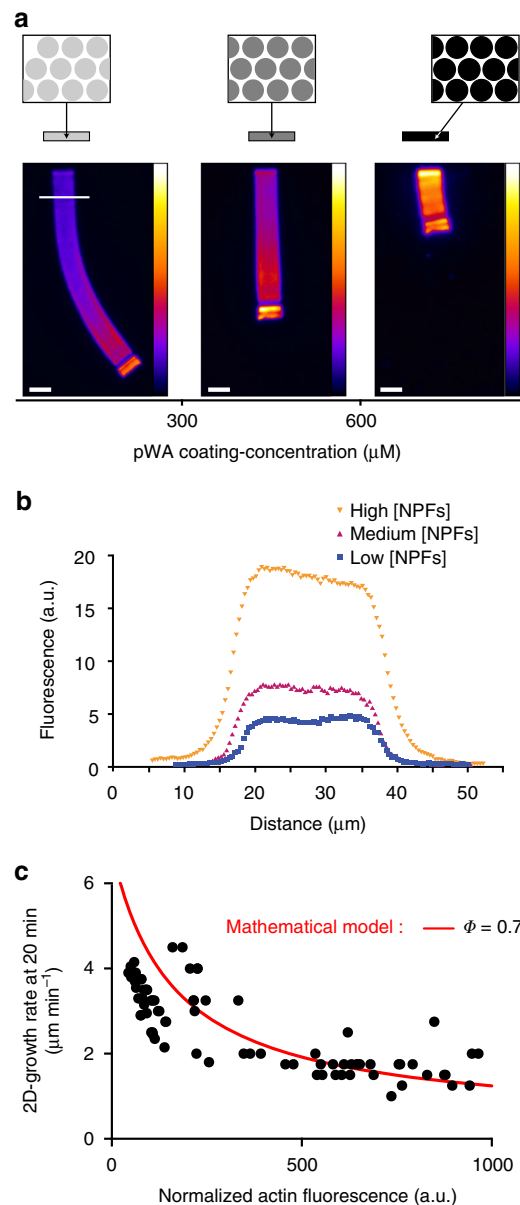 a
300
600
pWA coating-concentration (μM)
b
High [NPFs]
Medium [NPFs]
Low [NPFs]
20
15
10
5
0
Fluorescence (a.u.)
0
10
20
30
40
50
Distance (μm)
c
Mathematical model :
Φ = 0.7
6
4
2
0
2D-growth rate at 20 min
(μm min⁻¹)
0
500
1000
Normalized actin fluorescence (a.u.)